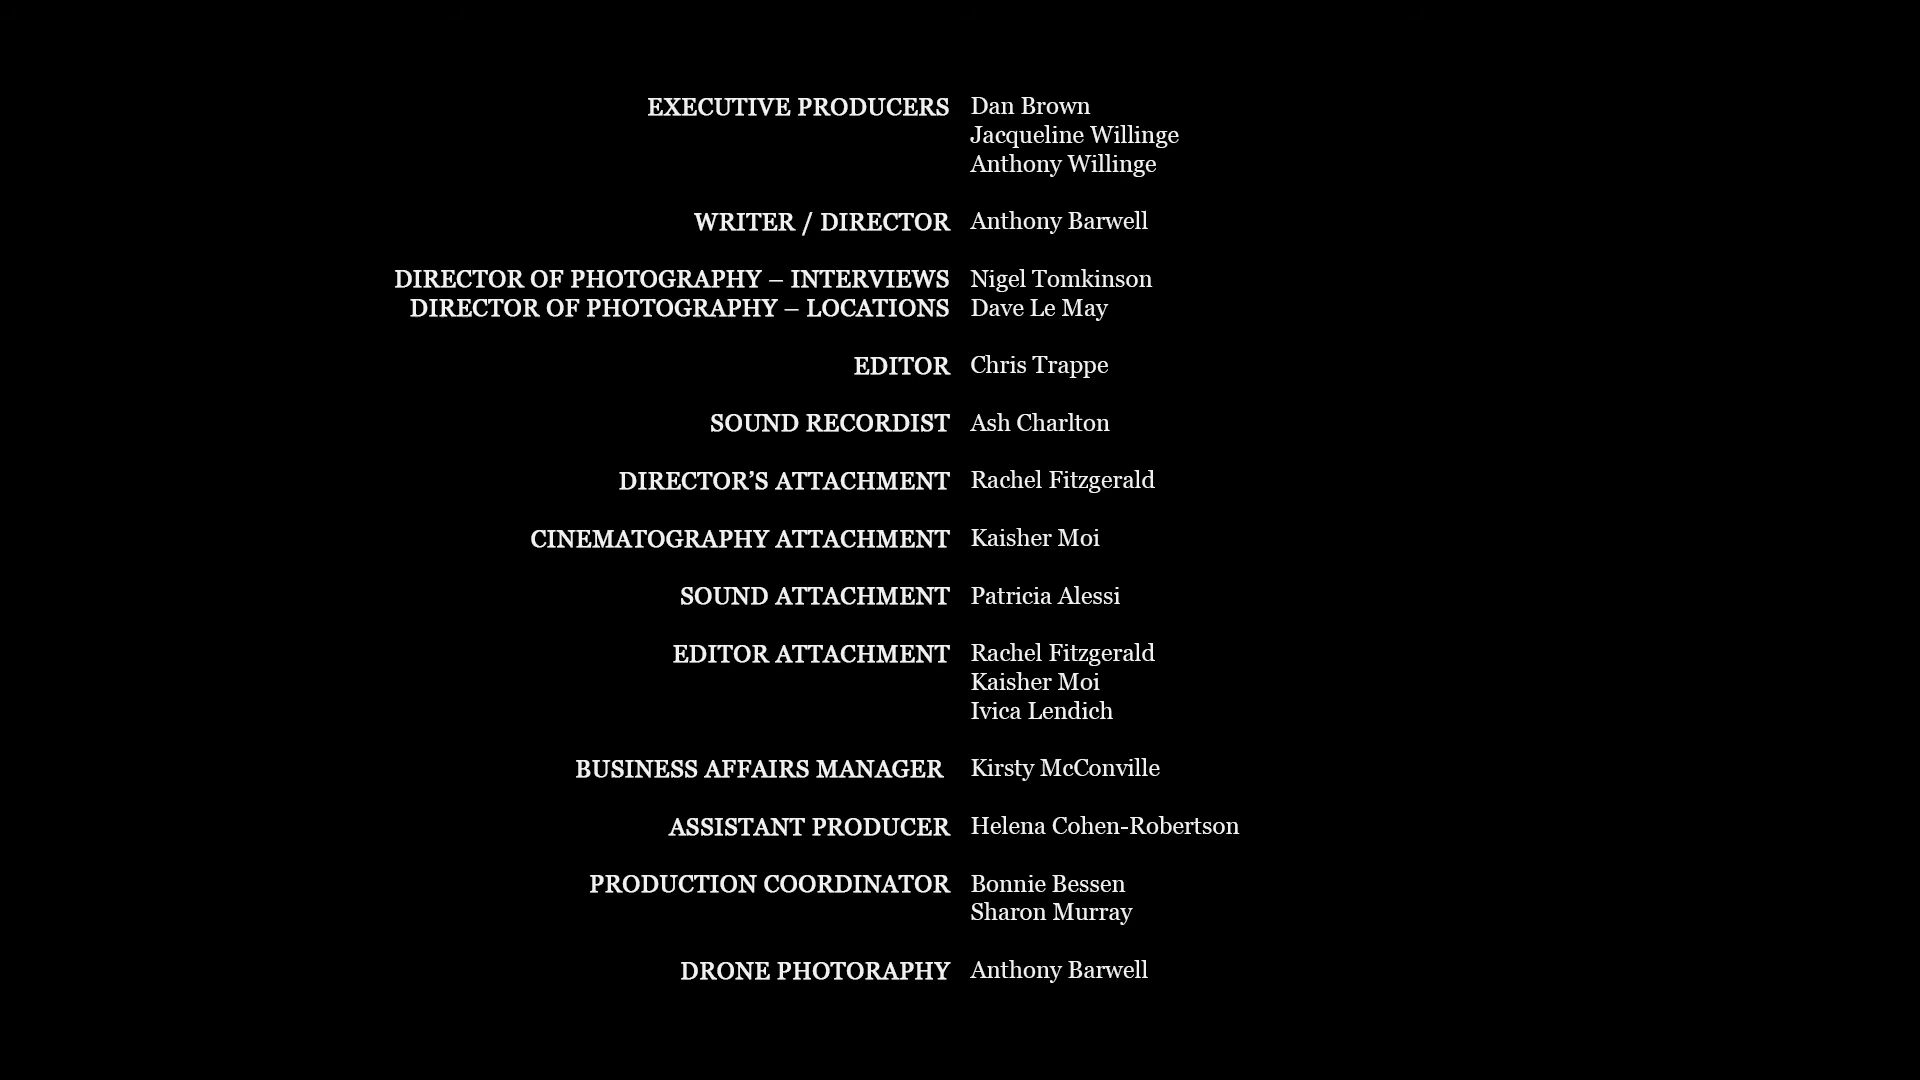 EXECUTIVE PRODUCERS Dan Brown
Jacqueline Willinge
Anthony Willinge
WRITER / DIRECTOR Anthony Barwell
DIRECTOR OF PHOTOGRAPHY – INTERVIEWS Nigel Tomkinson
DIRECTOR OF PHOTOGRAPHY – LOCATIONS Dave Le May
EDITOR Chris Trappe
SOUND RECORDIST Ash Charlton
DIRECTOR’S ATTACHMENT Rachel Fitzgerald
CINEMATOGRAPHY ATTACHMENT Kaisher Moi
SOUND ATTACHMENT Patricia Alessi
EDITOR ATTACHMENT Rachel Fitzgerald
Kaisher Moi
Ivica Lendich
BUSINESS AFFAIRS MANAGER Kirsty McConville
ASSISTANT PRODUCER Helena Cohen-Robertson
PRODUCTION COORDINATOR Bonnie Bessen
Sharon Murray
DRONE PHOTORAPHY Anthony Barwell